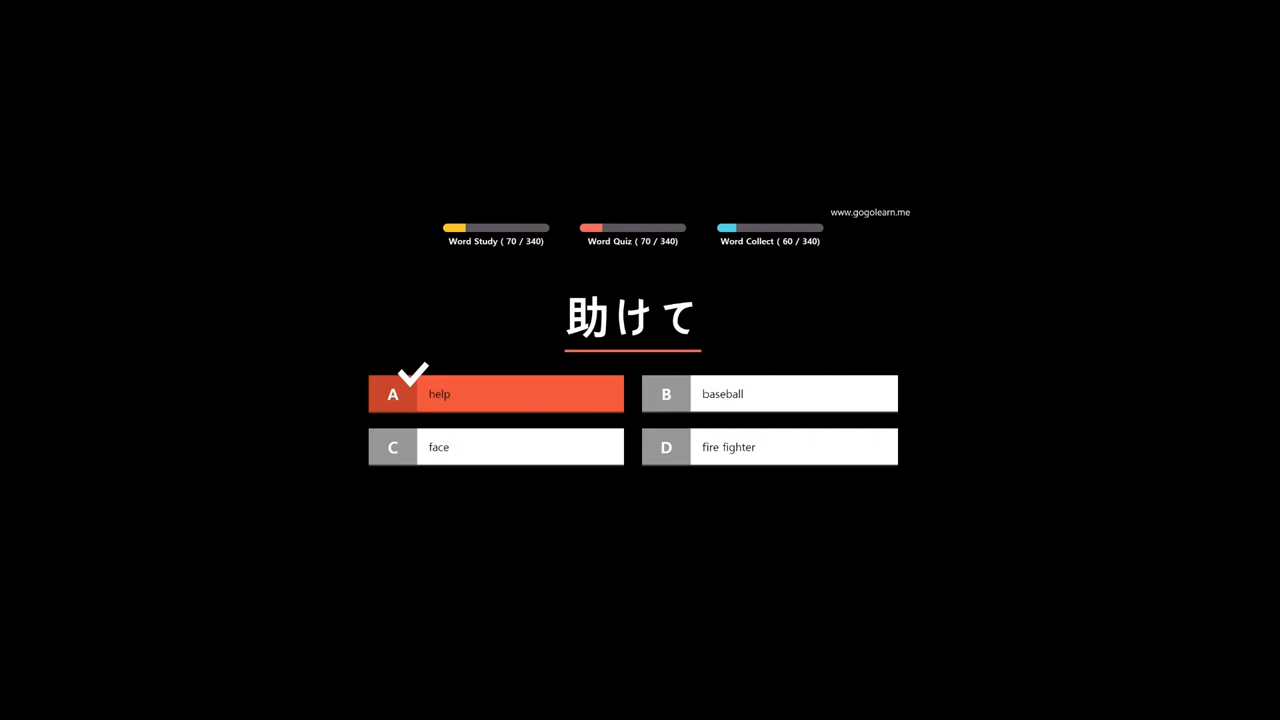 www.gogolearn.me
Word Study ( 70 / 340)
Word Quiz ( 70 / 340)
Word Collect ( 60 / 340)
助けて
A help
B baseball
C face
D fire fighter